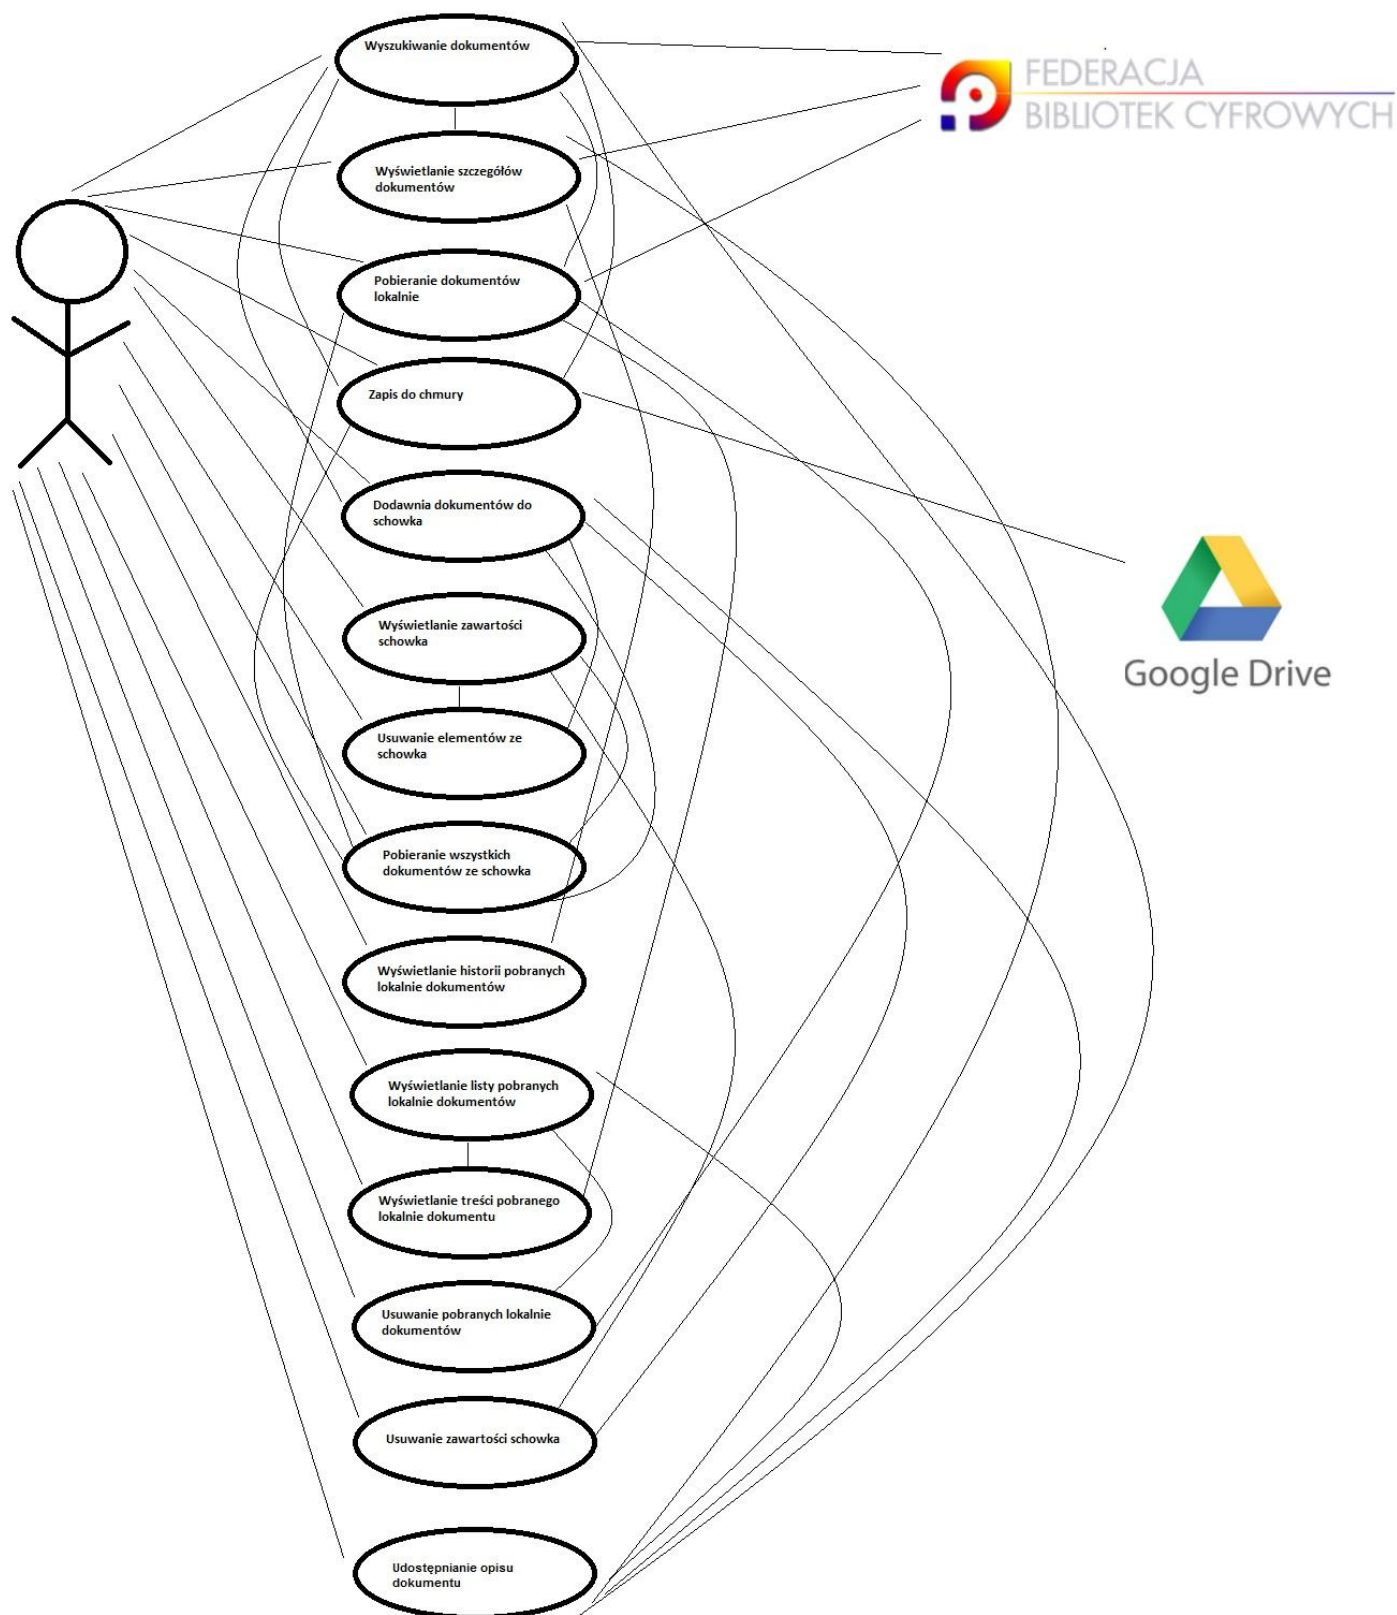 Wyszukiwanie dokumentów
FEDERACJA
BIBLIOTEK CYFROWYCH
Wyświetlanie szczegółów
dokumentów
Pobieranie dokumentów
lokalnie
Zapis do chmury
Dodawnia dokumentów do
schowka
Wyświetlanie zawartości
schowka
Google Drive
Usuwanie elementów ze
schowka
Pobieranie wszystkich
dokumentów ze schowka
Wyświetlanie historii pobranych
lokalnie dokumentów
Wyświetlanie listy pobranych
lokalnie dokumentów
Wyświetlanie treści pobranego
lokalnie dokumentu
Usuwanie pobranych lokalnie
dokumentów
Usuwanie zawartości schowka
Udostępnianie opisu
dokumentu